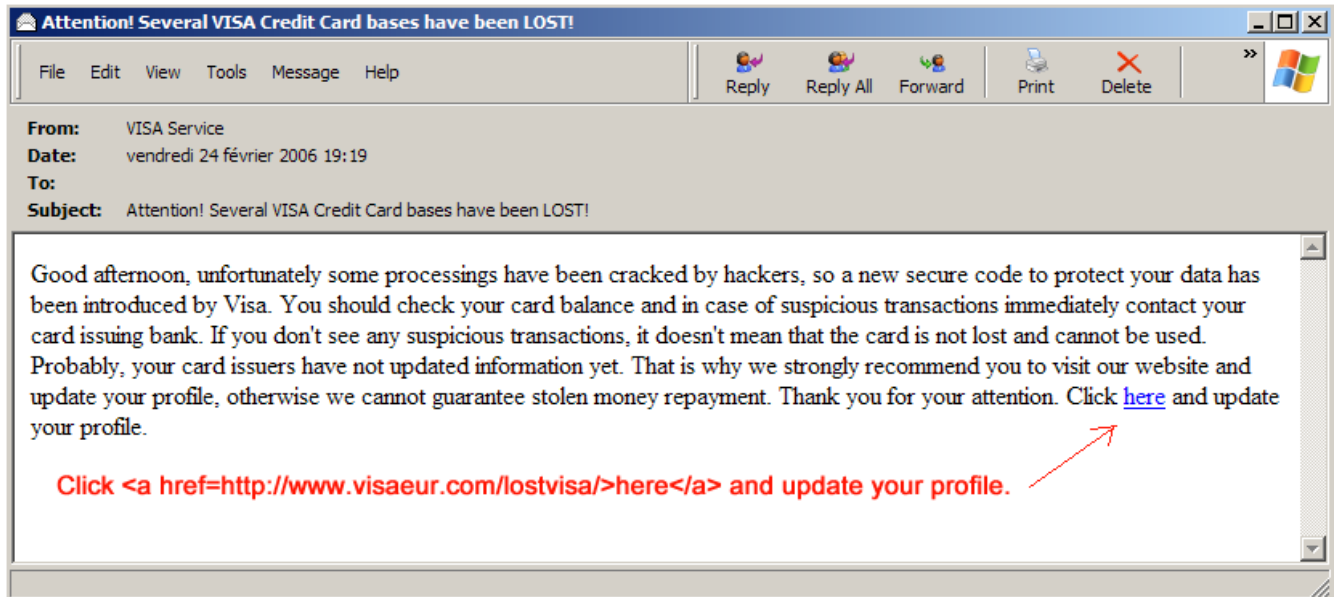 Attention! Several VISA Credit Card bases have been LOST!
File Edit View Tools Message Help
Reply Reply All Forward Print Delete »
From: VISA Service
Date: vendredi 24 février 2006 19:19
To:
Subject: Attention! Several VISA Credit Card bases have been LOST!
Good afternoon, unfortunately some processings have been cracked by hackers, so a new secure code to protect your data has
been introduced by Visa. You should check your card balance and in case of suspicious transactions immediately contact your
card issuing bank. If you don't see any suspicious transactions, it doesn't mean that the card is not lost and cannot be used.
Probably, your card issuers have not updated information yet. That is why we strongly recommend you to visit our website and
update your profile, otherwise we cannot guarantee stolen money repayment. Thank you for your attention. Click here and update
your profile.
Click <a href=http://www.visaeur.com/lostvisa/>here</a> and update your profile.